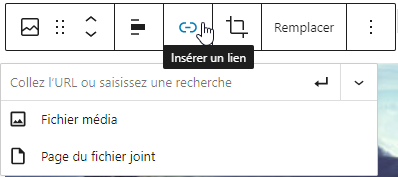 Remplacer
Insérer un lien
Collez l’URL ou saisissez une recherche
Fichier média
Page du fichier joint